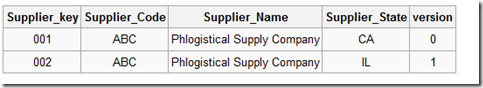 Supplier_key Supplier_Code Supplier_Name Supplier_State version
001 ABC Phlogistical Supply Company CA 0
002 ABC Phlogistical Supply Company IL 1